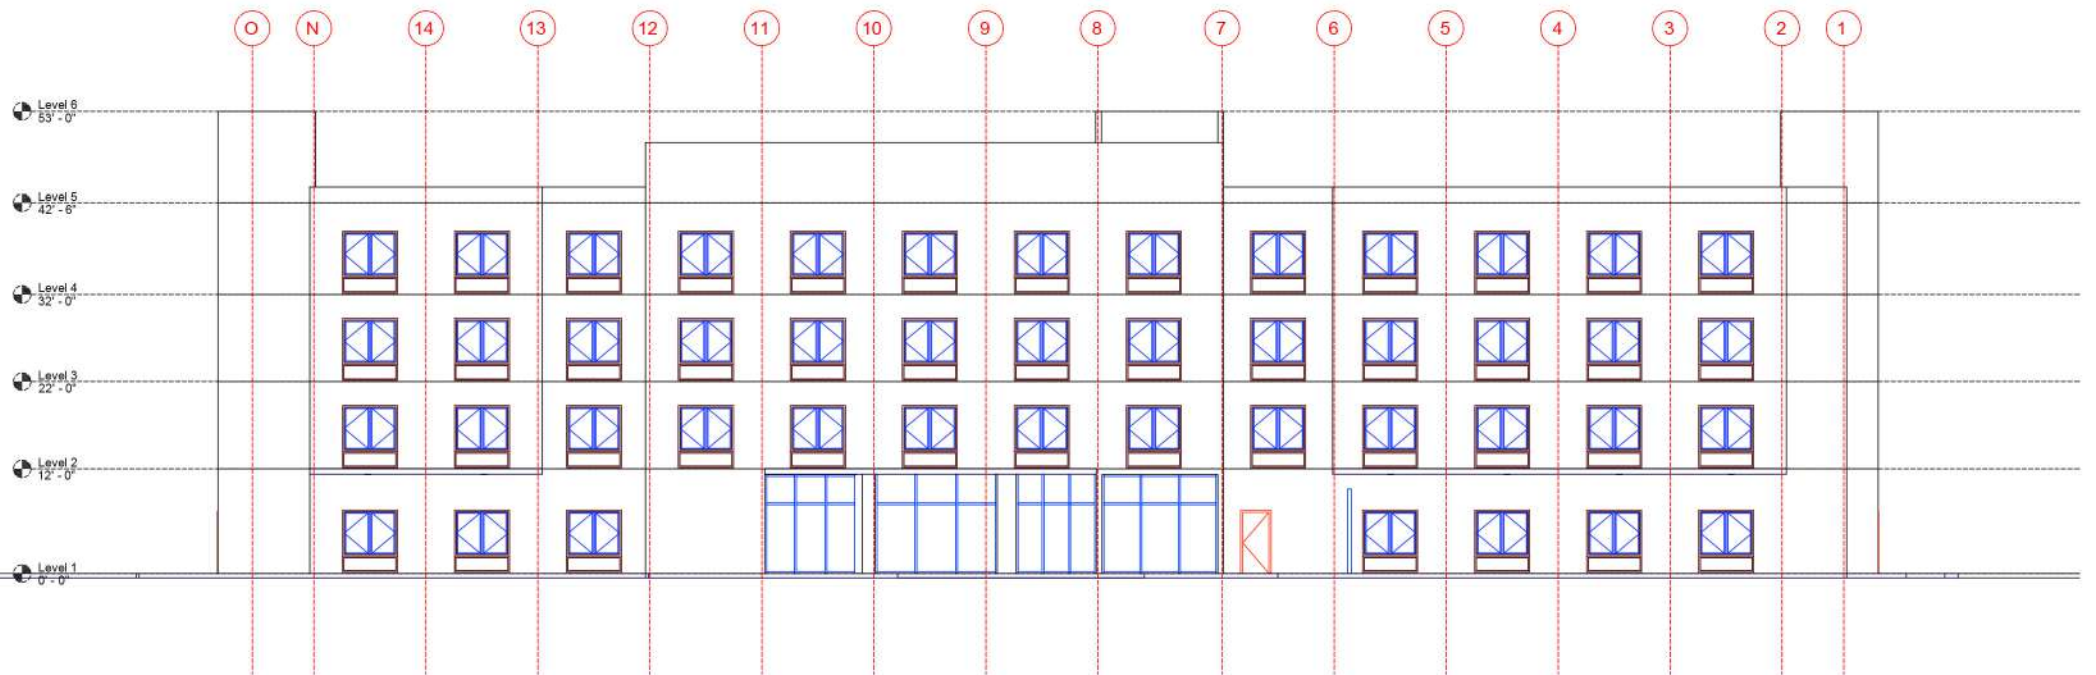 O N 14 13 12 11 10 9 8 7 6 5 4 3 2 1
Level 6
53' - 0"
Level 5
42' - 6"
Level 4
32' - 0"
Level 3
22' - 0"
Level 2
12' - 0"
Level 1
0' - 0"